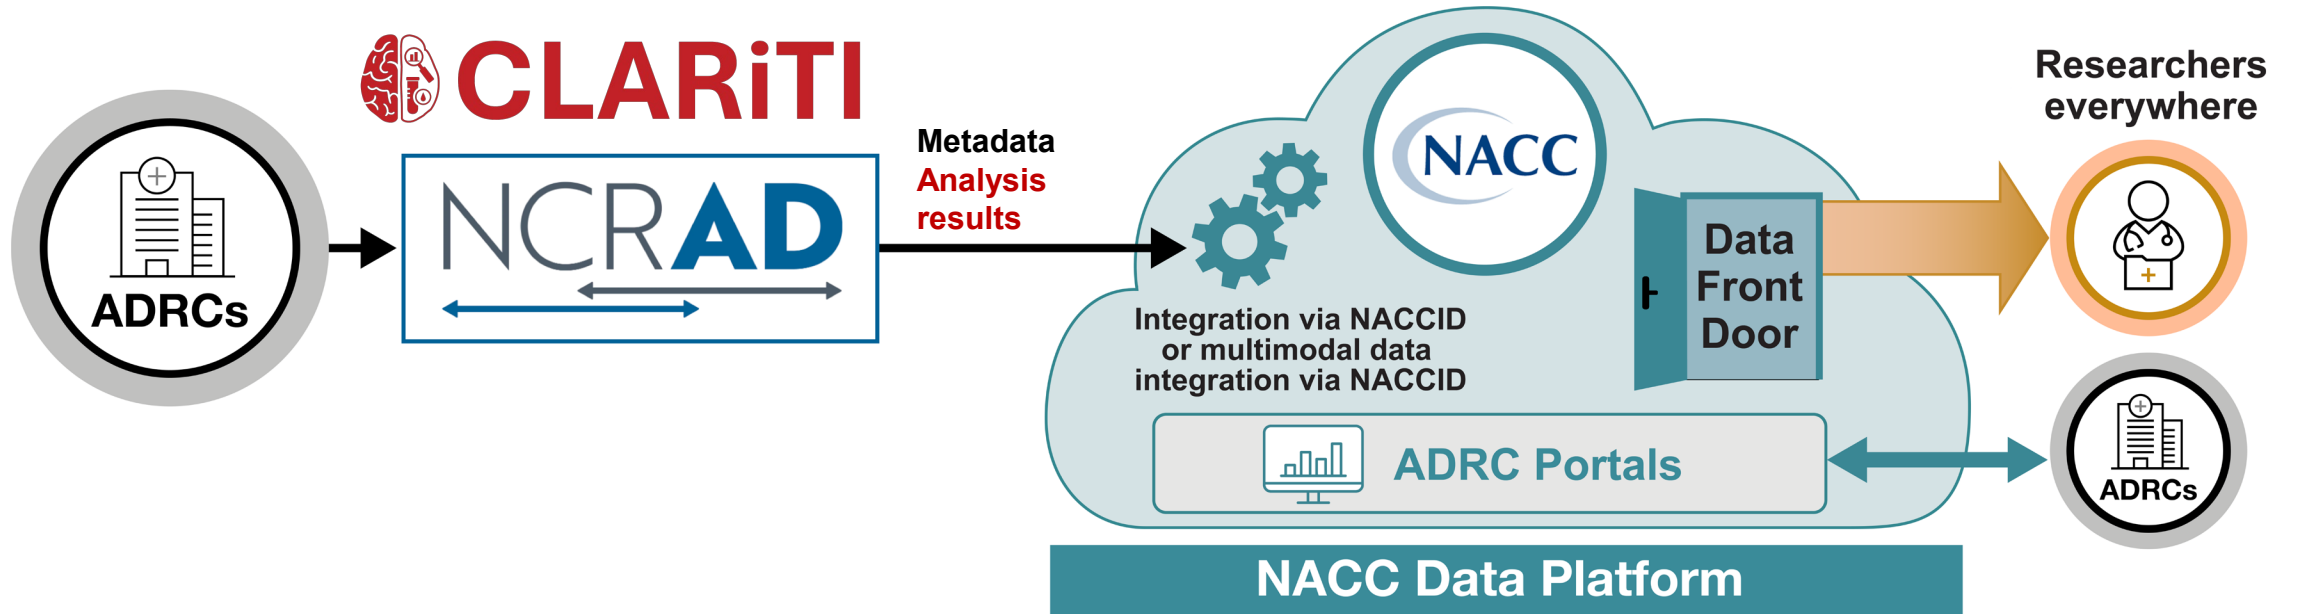 CLARiTI
ADRCs
NCRAD
Metadata
Analysis
results
NACC
Integration via NACCID
or multimodal data
integration via NACCID
Data
Front
Door
ADRC Portals
NACC Data Platform
Researchers
everywhere
ADRCs